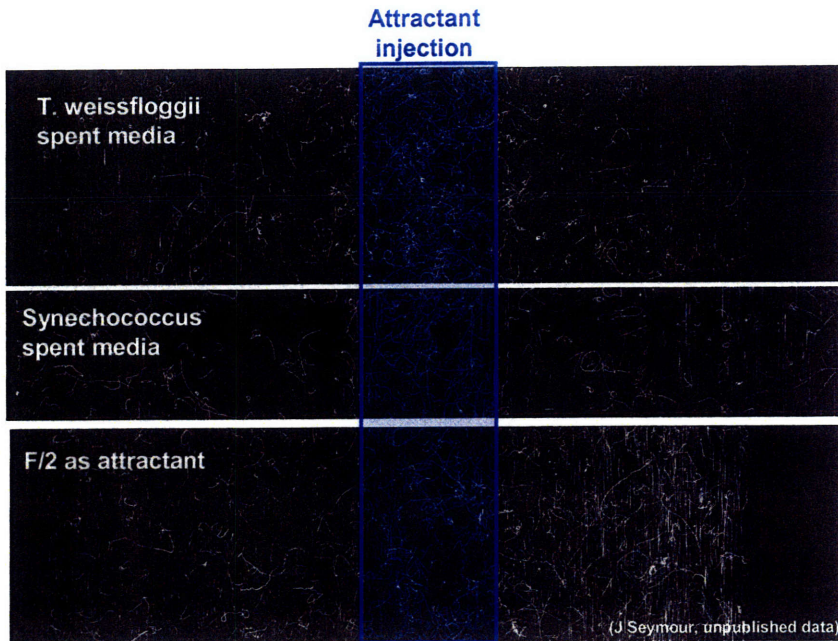 Attractant
injection
T. weissfloggii
spent media
Synechococcus
spent media
F/2 as attractant
(J Seymour, unpublished data)